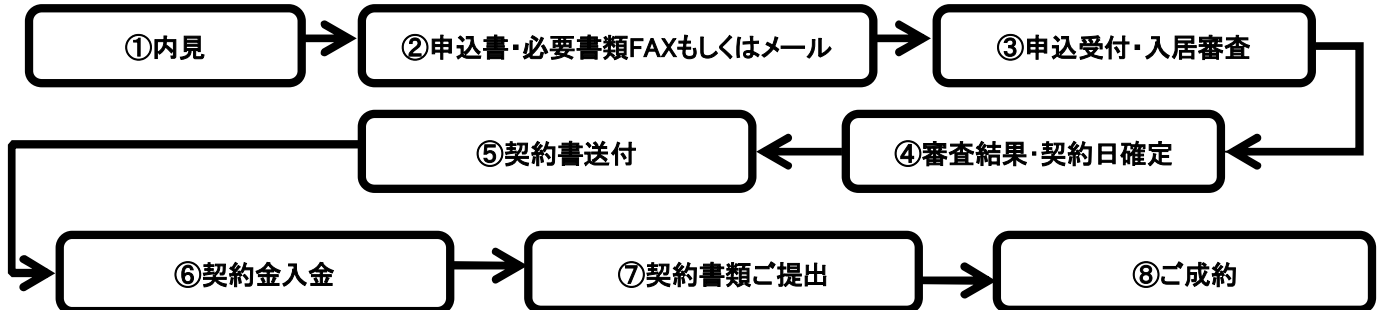 ①内見
②申込書・必要書類FAXもしくはメール
③申込受付・入居審査
④審査結果・契約日確定
⑤契約書送付
⑥契約金入金
⑦契約書類ご提出
⑧ご成約